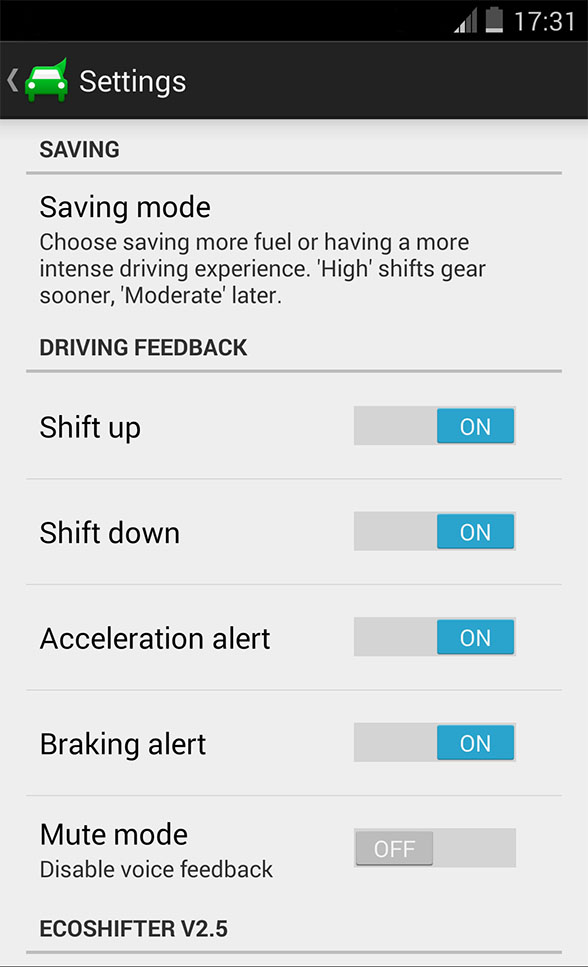 17:31
Settings
SAVING
Saving mode
Choose saving more fuel or having a more
intense driving experience. 'High' shifts gear
sooner, 'Moderate' later.
DRIVING FEEDBACK
Shift up ON
Shift down ON
Acceleration alert ON
Braking alert ON
Mute mode
OFF
Disable voice feedback
ECOSHIFTER V2.5